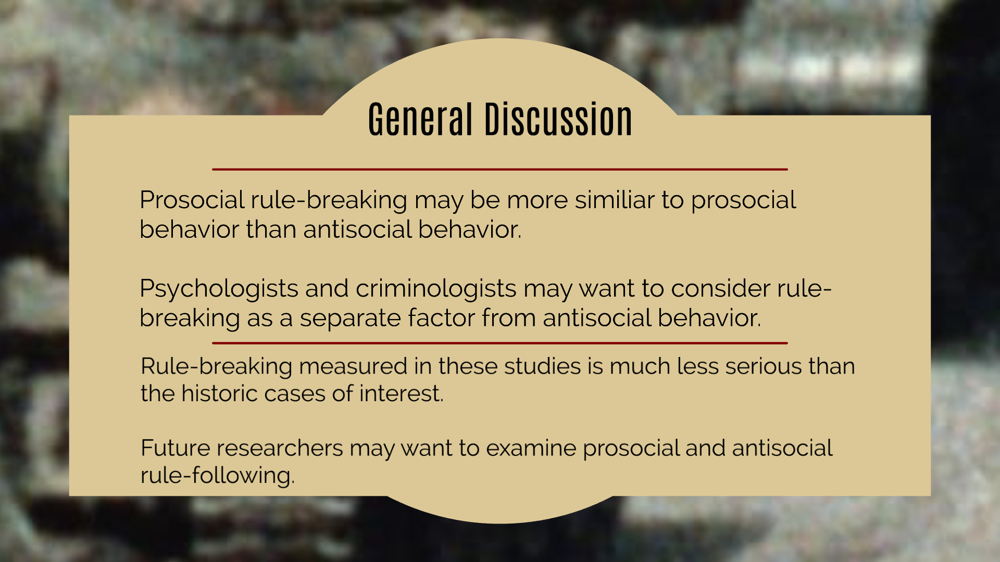 General Discussion
Prosocial rule-breaking may be more similiar to prosocial
behavior than antisocial behavior.
Psychologists and criminologists may want to consider rule-
breaking as a separate factor from antisocial behavior.
Rule-breaking measured in these studies is much less serious than
the historic cases of interest.
Future researchers may want to examine prosocial and antisocial
rule-following.